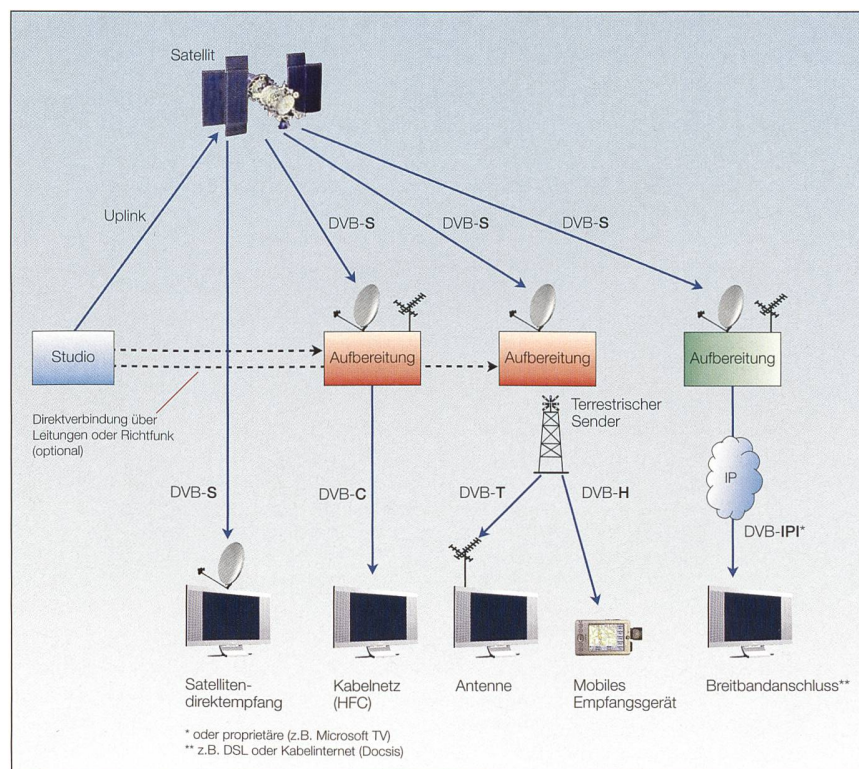 Satellit
Uplink
DVB-S
DVB-S
DVB-S
Studio
Aufbereitung
Aufbereitung
Aufbereitung
Direktverbindung über
Leitungen oder Richtfunk
(optional)
Terrestrischer
Sender
DVB-S
DVB-C
DVB-T
DVB-H
IP
DVB-IPI*
Satelliten-
direktempfang
Kabelnetz
(HFC)
Antenne
Mobiles
Empfangsgerät
Breitbandanschluss**
* oder proprietäre (z.B. Microsoft TV)
** z.B. DSL oder Kabelinternet (Docsis)